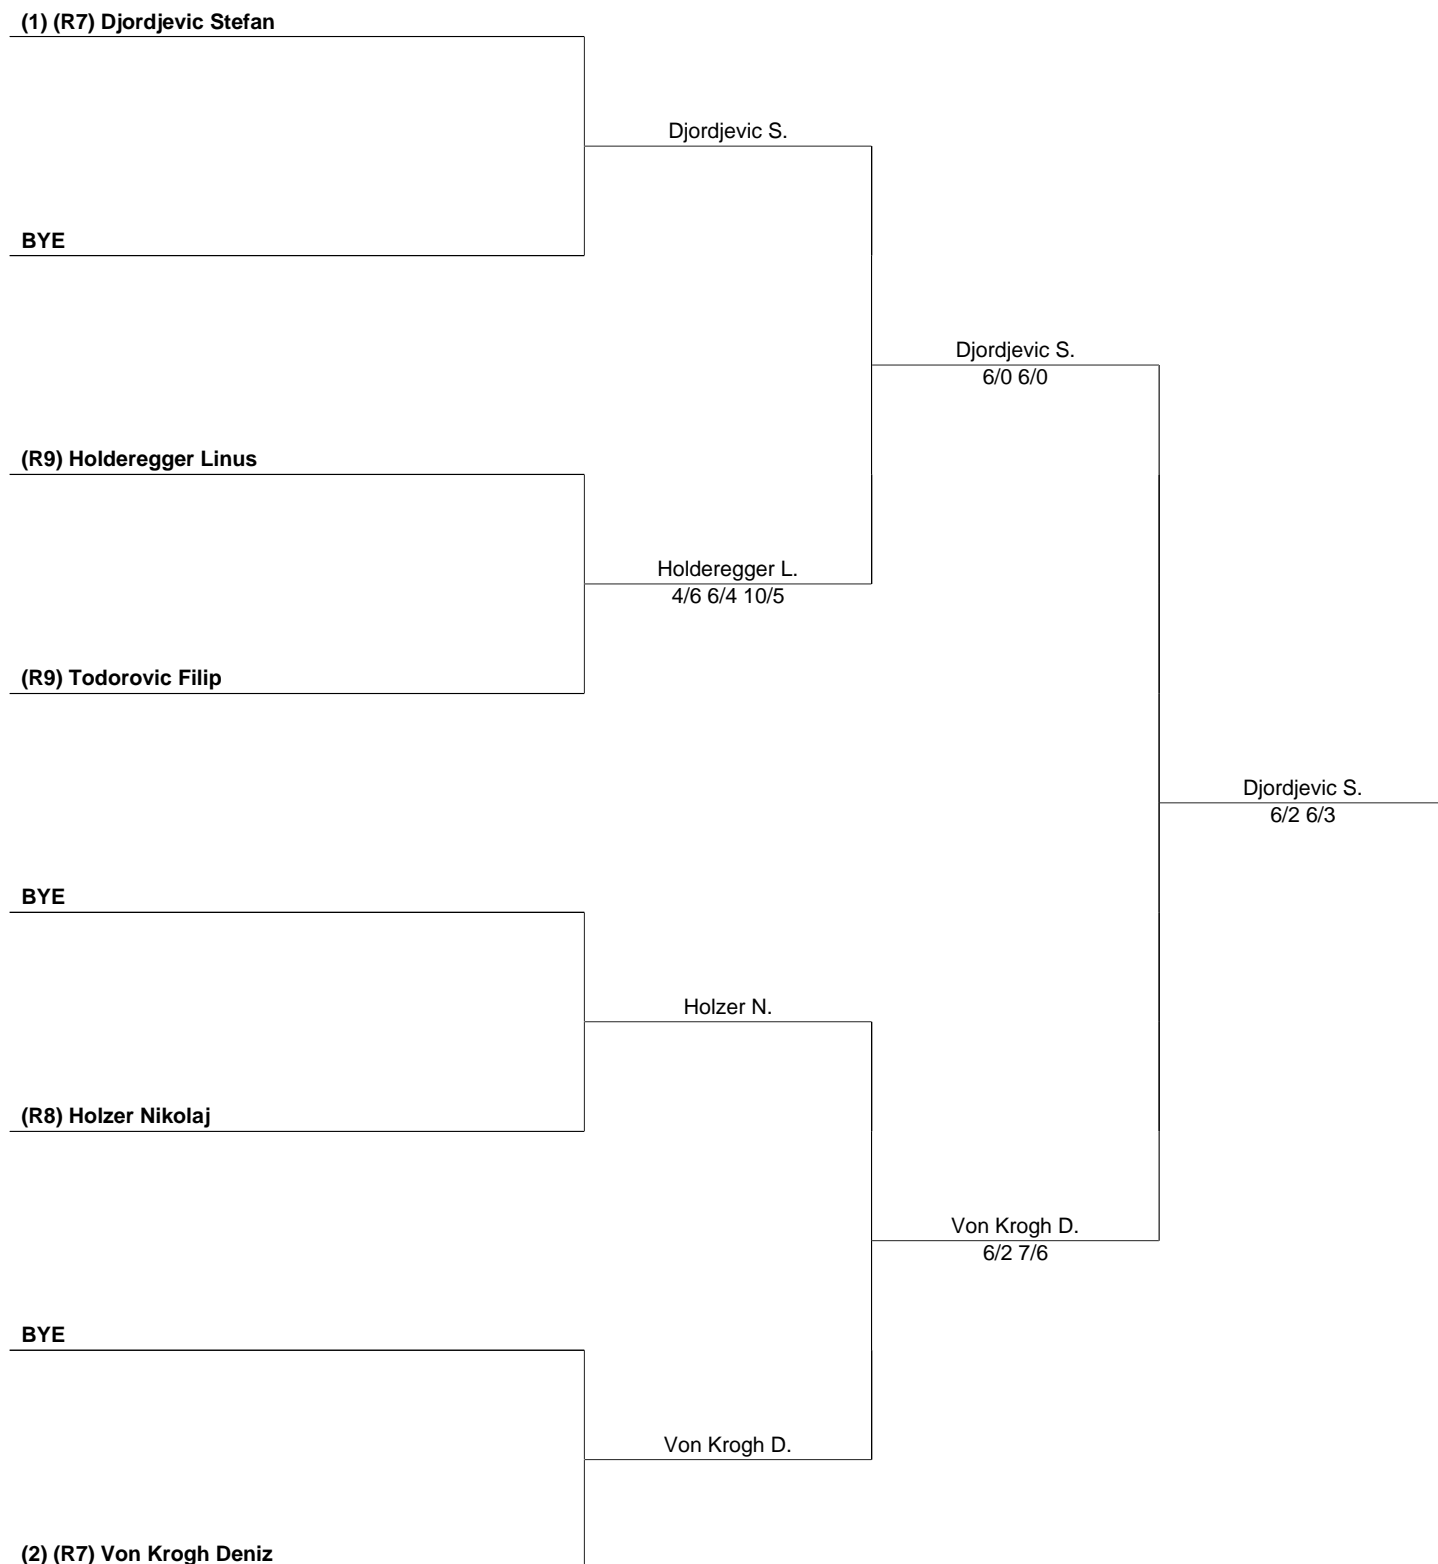 (1) (R7) Djordjevic Stefan
Djordjevic S.
BYE
Djordjevic S.
6/0 6/0
(R9) Holderegger Linus
Holderegger L.
4/6 6/4 10/5
(R9) Todorovic Filip
Djordjevic S.
6/2 6/3
BYE
Holzer N.
(R8) Holzer Nikolaj
Von Krogh D.
6/2 7/6
BYE
Von Krogh D.
(2) (R7) Von Krogh Deniz